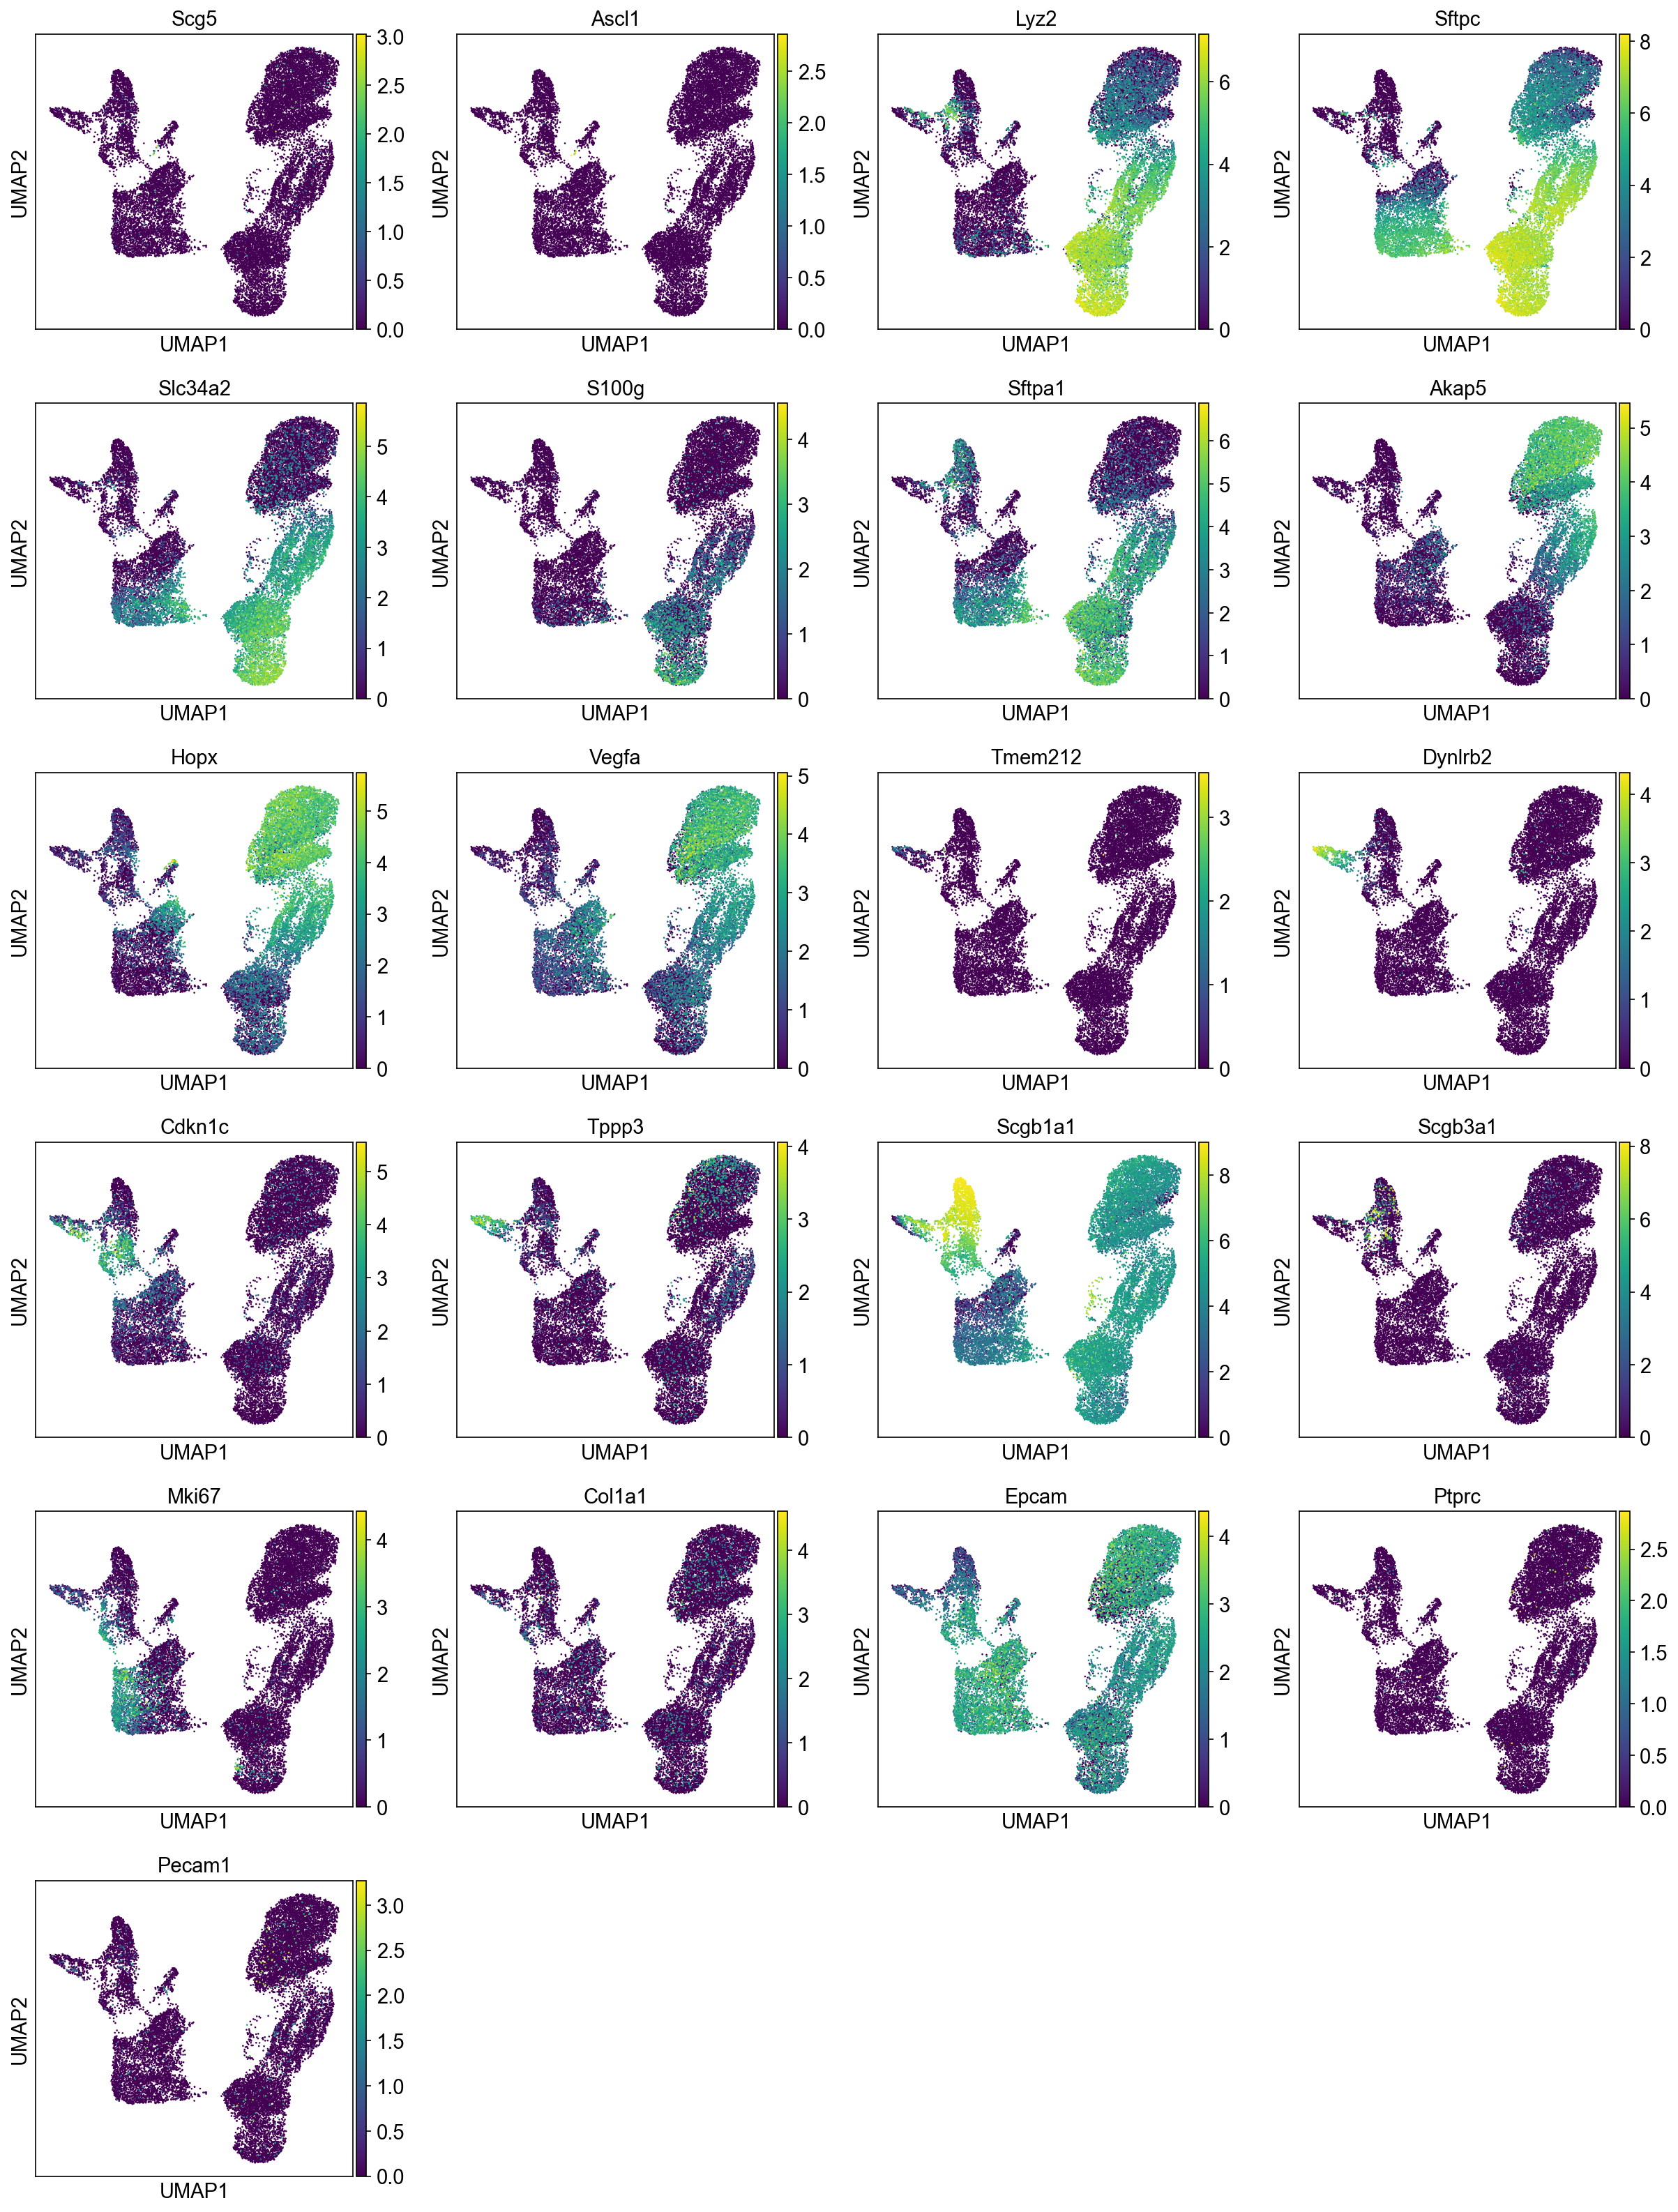 Scg5
Ascl1
Lyz2
Sftpc
3.0
2.5
2.0
1.5
1.0
0.5
0.0
2.5
2.0
1.5
1.0
0.5
0.0
6
4
2
0
8
6
4
2
0
UMAP2
UMAP2
UMAP2
UMAP2
UMAP1
UMAP1
UMAP1
UMAP1
Slc34a2
S100g
Sftpa1
Akap5
5
4
3
2
1
0
4
3
2
1
0
6
5
4
3
2
1
0
5
4
3
2
1
0
UMAP2
UMAP2
UMAP2
UMAP2
UMAP1
UMAP1
UMAP1
UMAP1
Hopx
Vegfa
Tmem212
Dynlrb2
5
4
3
2
1
0
5
4
3
2
1
0
3
2
1
0
4
3
2
1
0
UMAP2
UMAP2
UMAP2
UMAP2
UMAP1
UMAP1
UMAP1
UMAP1
Cdkn1c
Tppp3
Scgb1a1
Scgb3a1
5
4
3
2
1
0
4
3
2
1
0
8
6
4
2
0
8
6
4
2
0
UMAP2
UMAP2
UMAP2
UMAP2
UMAP1
UMAP1
UMAP1
UMAP1
Mki67
Col1a1
Epcam
Ptprc
4
3
2
1
0
4
3
2
1
0
4
3
2
1
0
2.5
2.0
1.5
1.0
0.5
0.0
UMAP2
UMAP2
UMAP2
UMAP2
UMAP1
UMAP1
UMAP1
UMAP1
Pecam1
3.0
2.5
2.0
1.5
1.0
0.5
0.0
UMAP2
UMAP1